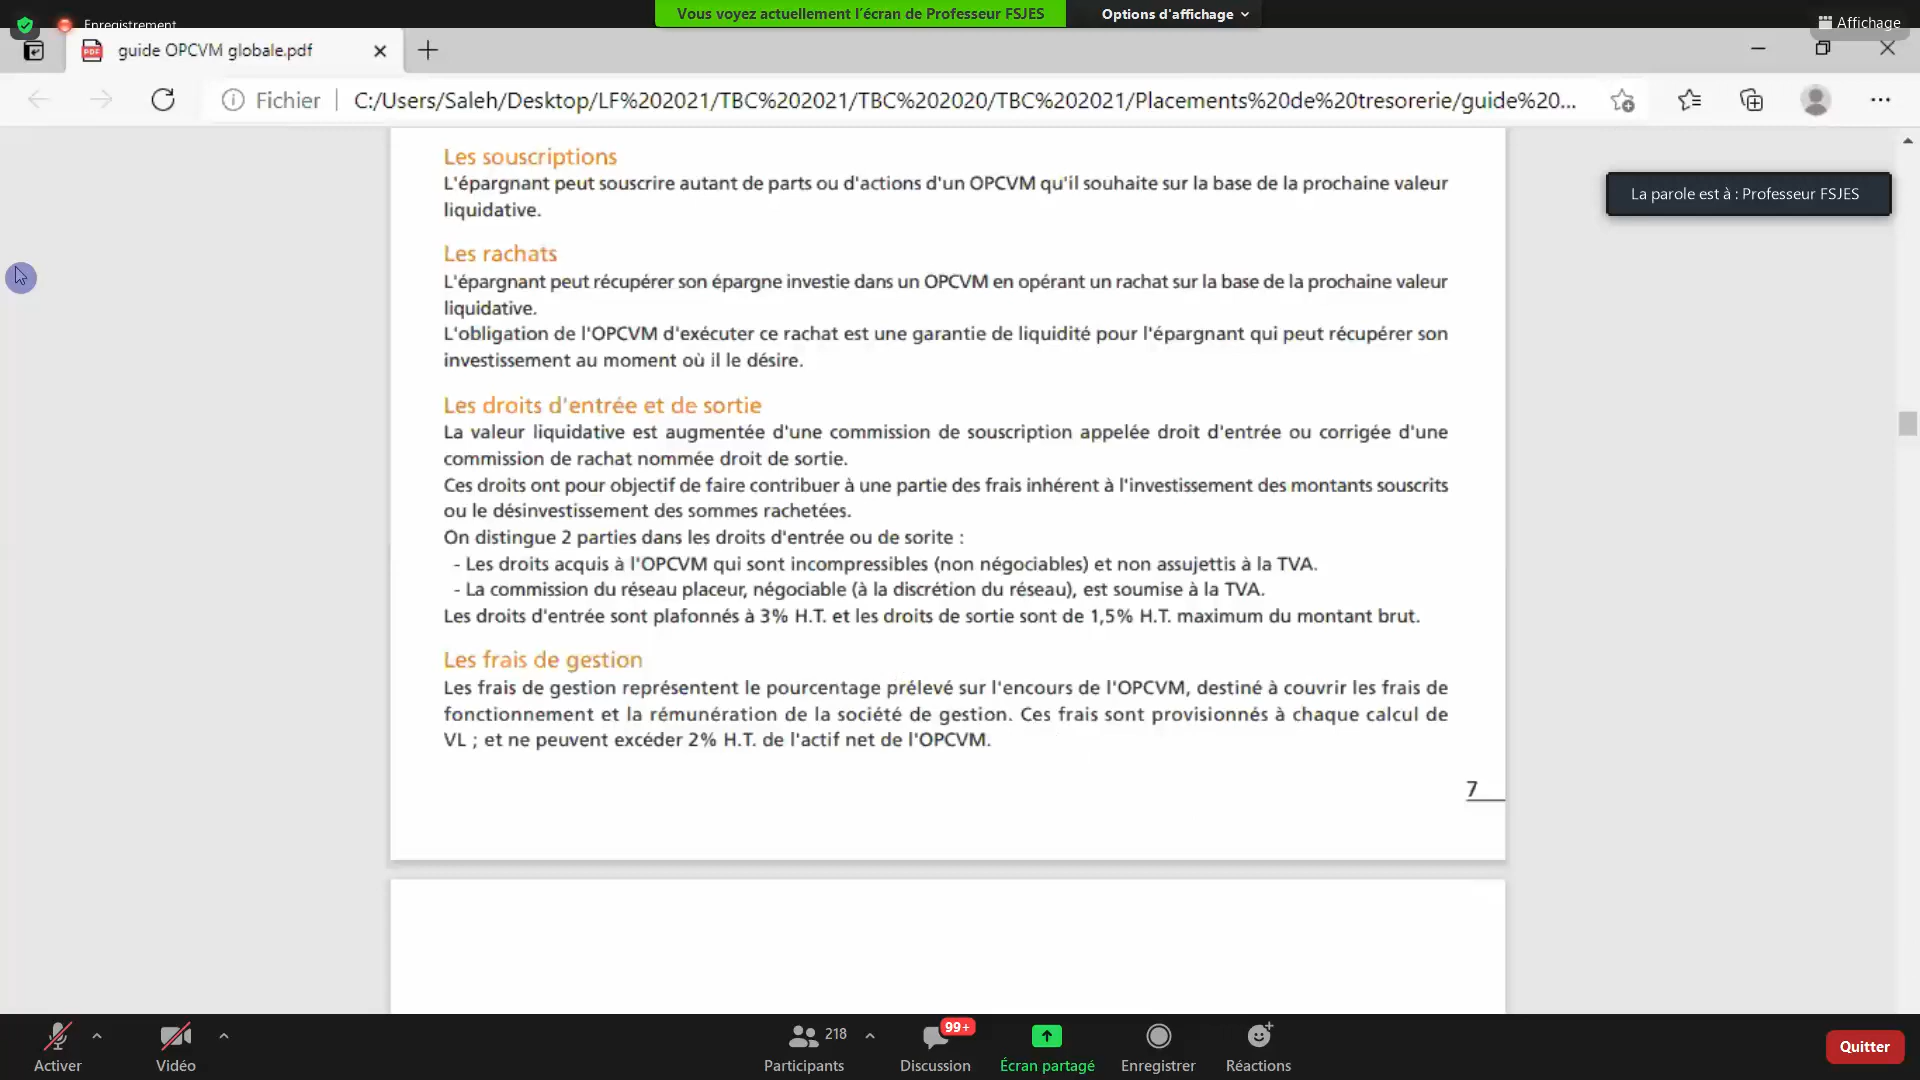 Enregistrement
Vous voyez actuellement l'écran de Professeur FSJES
Options d'affichage
Affichage
guide OPCVM globale.pdf
Fichier
C:/Users/Saleh/Desktop/LF%202021/TBC%202021/TBC%202020/TBC%202021/Placements%20de%20tresorerie/guide%20...
La parole est à : Professeur FSJES
Les souscriptions
L'épargnant peut souscrire autant de parts ou d'actions d'un OPCVM qu'il souhaite sur la base de la prochaine valeur
liquidative.
Les rachats
L'épargnant peut récupérer son épargne investie dans un OPCVM en opérant un rachat sur la base de la prochaine valeur
liquidative.
L'obligation de l'OPCVM d'exécuter ce rachat est une garantie de liquidité pour l'épargnant qui peut récupérer son
investissement au moment où il le désire.
Les droits d'entrée et de sortie
La valeur liquidative est augmentée d'une commission de souscription appelée droit d'entrée ou corrigée d'une
commission de rachat nommée droit de sortie.
Ces droits ont pour objectif de faire contribuer à une partie des frais inhérent à l'investissement des montants souscrits
ou le désinvestissement des sommes rachetées.
On distingue 2 parties dans les droits d'entrée ou de sorite :
- Les droits acquis à l'OPCVM qui sont incompressibles (non négociables) et non assujettis à la TVA.
- La commission du réseau placeur, négociable (à la discrétion du réseau), est soumise à la TVA.
Les droits d'entrée sont plafonnés à 3% H.T. et les droits de sortie sont de 1,5% H.T. maximum du montant brut.
Les frais de gestion
Les frais de gestion représentent le pourcentage prélevé sur l'encours de l'OPCVM, destiné à couvrir les frais de
fonctionnement et la rémunération de la société de gestion. Ces frais sont provisionnés à chaque calcul de
VL ; et ne peuvent excéder 2% H.T. de l'actif net de l'OPCVM.
7
Activer
Vidéo
218
Participants
99+
Discussion
Écran partagé
Enregistrer
Réactions
Quitter